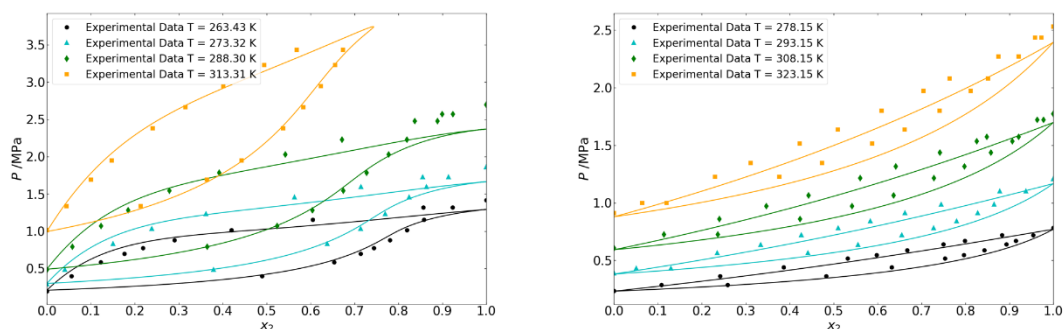 Experimental Data T = 263.43 K
Experimental Data T = 273.32 K
Experimental Data T = 288.30 K
Experimental Data T = 313.31 K
3.5
3.0
2.5
2.0
1.5
1.0
0.5
P /MPa
0.0 0.1 0.2 0.3 0.4 0.5 0.6 0.7 0.8 0.9 1.0
x₂
Experimental Data T = 278.15 K
Experimental Data T = 293.15 K
Experimental Data T = 308.15 K
Experimental Data T = 323.15 K
2.5
2.0
1.5
1.0
0.5
P /MPa
0.0 0.1 0.2 0.3 0.4 0.5 0.6 0.7 0.8 0.9 1.0
x₂